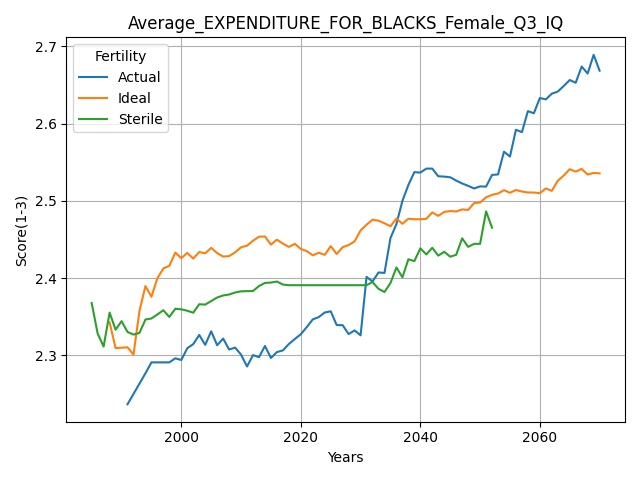 Average_EXPENDITURE_FOR_BLACKS_Female_Q3_IQ
Fertility
Actual
Ideal
Sterile
Score(1-3)
2.7
2.6
2.5
2.4
2.3
2000
2020
2040
2060
Years